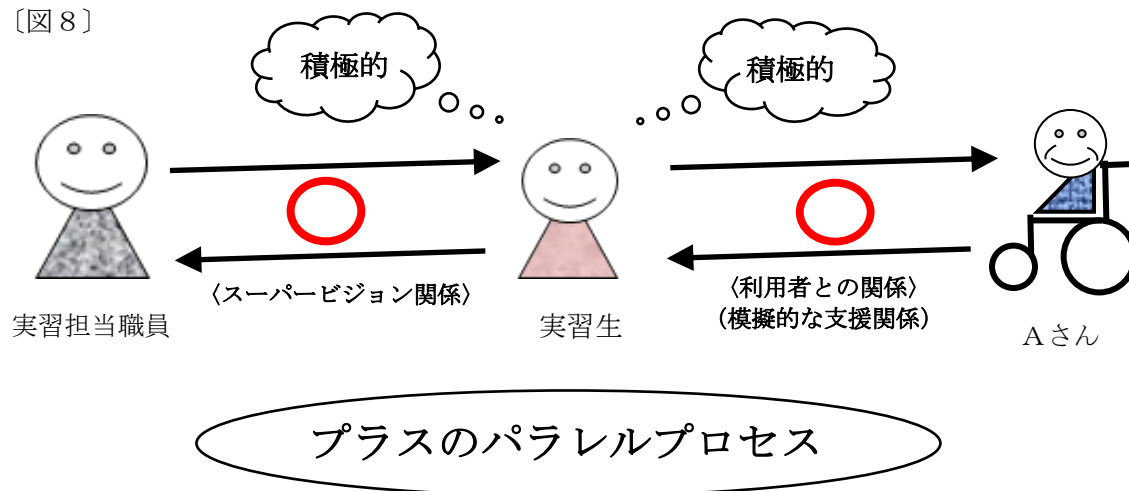 〔図８〕
積極的
積極的
〈スーパービジョン関係〉
〈利用者との関係〉
（模擬的な支援関係）
実習担当職員
実習生
Ａさん
プラスのパラレルプロセス